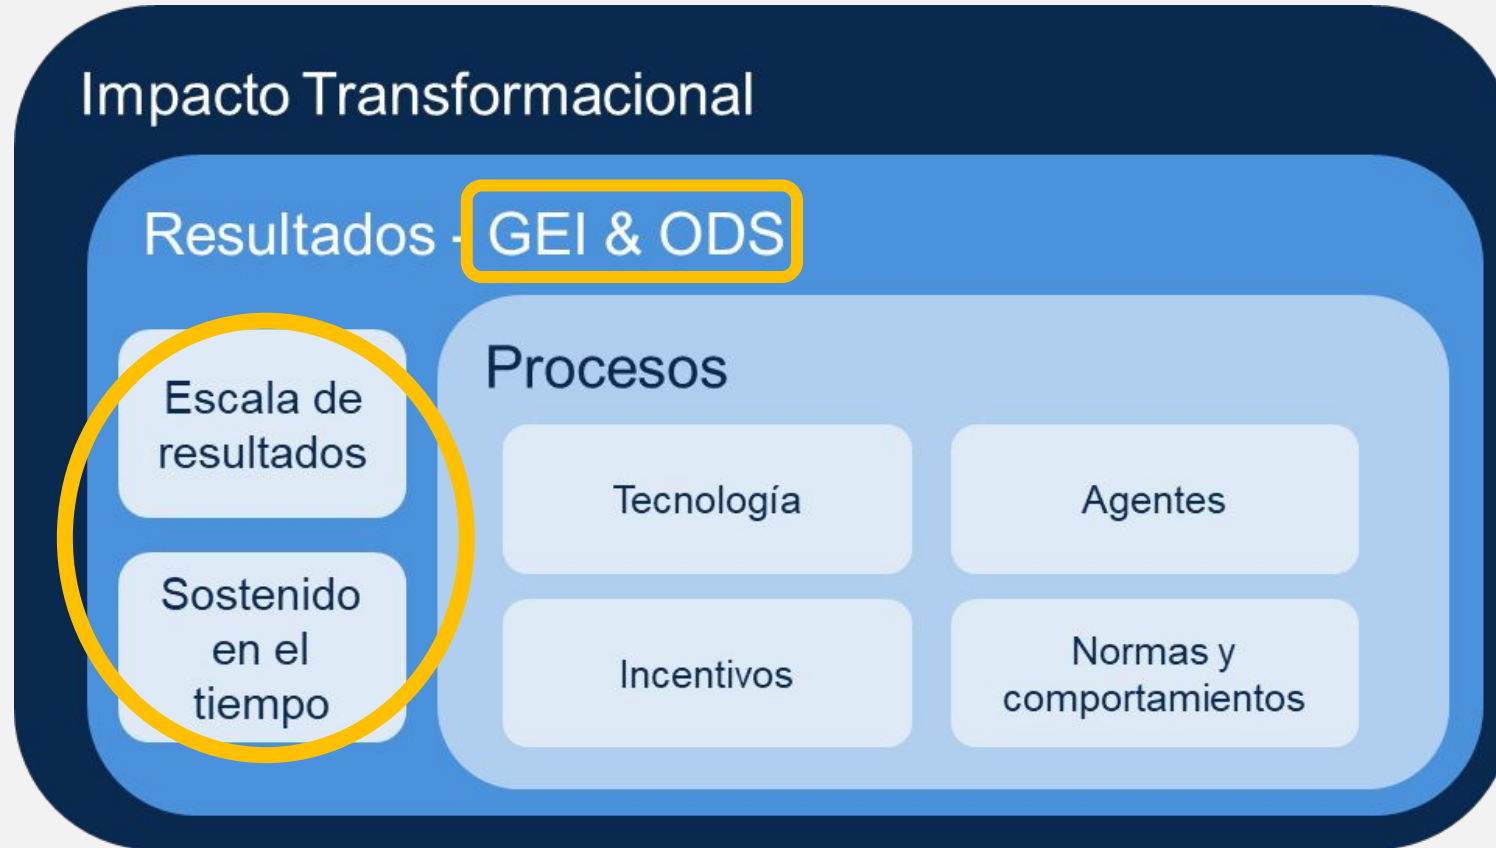 Impacto Transformacional
Resultados - GEI & ODS
Escala de
resultados
Sostenido
en el
tiempo
Procesos
Tecnología
Agentes
Incentivos
Normas y
comportamientos